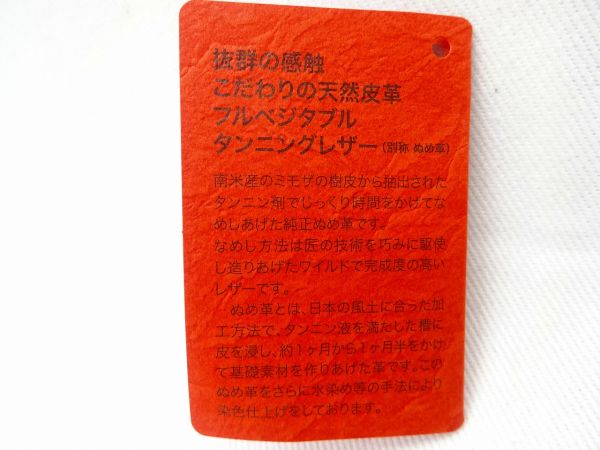 抜群の感触
こだわりの天然皮革
フルベジタブル
タンニングレザー（別称 ぬめ革）
南米産のミモザの樹皮から抽出された
タンニン剤でじっくり時間をかけてな
めしあげた純正ぬめ革です。
なめし方法は匠の技術を巧みに駆使
し造りあげたワイルドで完成度の高い
レザーです。
ぬめ革とは、日本の風土に合った加
工方法で、タンニン液を満たした槽に
皮を浸し、約1ヶ月から1ヶ月半をかけ
て基礎素材を作りあげた革です。この
ぬめ革をさらに水染め等の手法により
染色仕上げをしております。